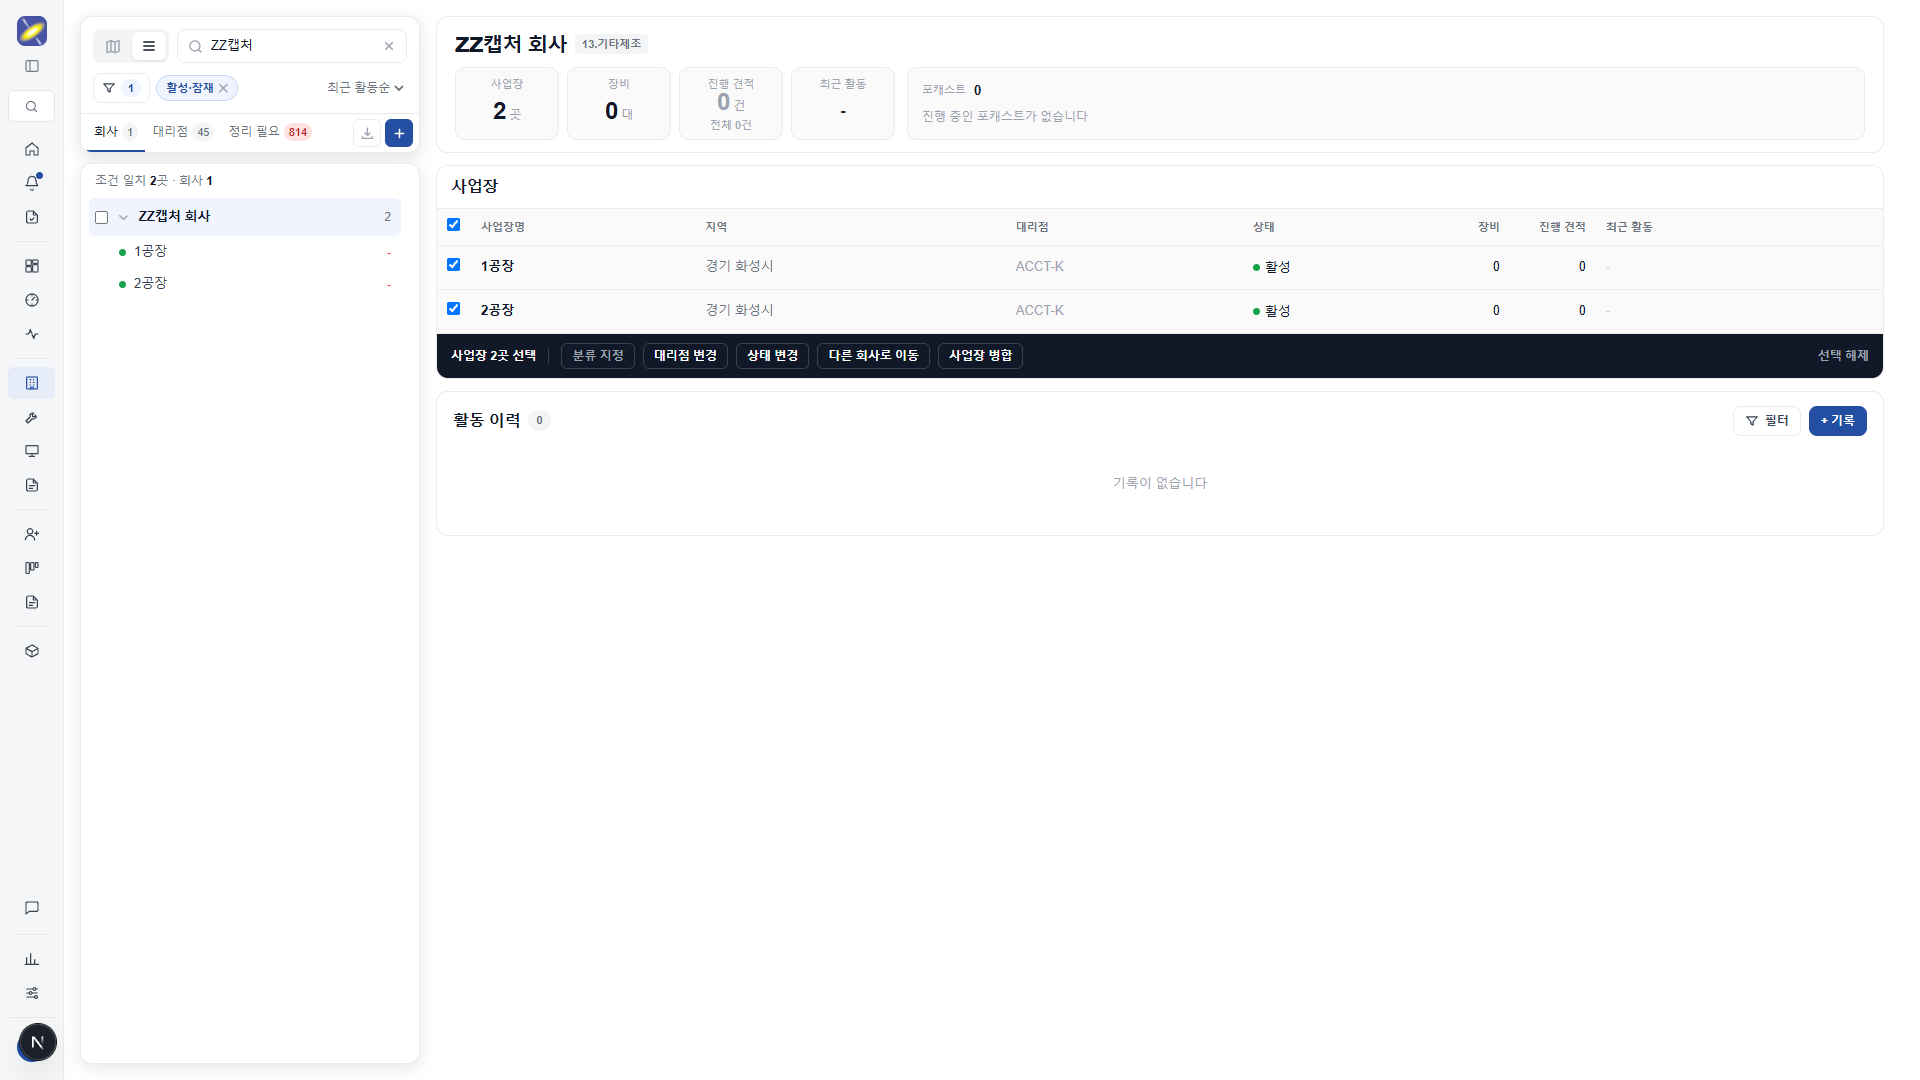 ZZ캡처
1
활성·잠재
최근 활동순
회사 1
대리점 45
정리 필요 814
+
조건 일치 2곳 · 회사 1
ZZ캡처 회사 2
1공장 -
2공장 -
N
ZZ캡처 회사 13.기타제조
사업장
2 곳
장비
0 대
진행 견적
0 건
전체 0건
최근 활동
-
포캐스트 0
진행 중인 포캐스트가 없습니다
사업장
사업장명 지역 대리점 상태 장비 진행 견적 최근 활동
1공장 경기 화성시 ACCT-K 활성 0 0 -
2공장 경기 화성시 ACCT-K 활성 0 0 -
사업장 2곳 선택 분류 지정 대리점 변경 상태 변경 다른 회사로 이동 사업장 병합 선택 해제
활동 이력 0 필터 + 기록
기록이 없습니다